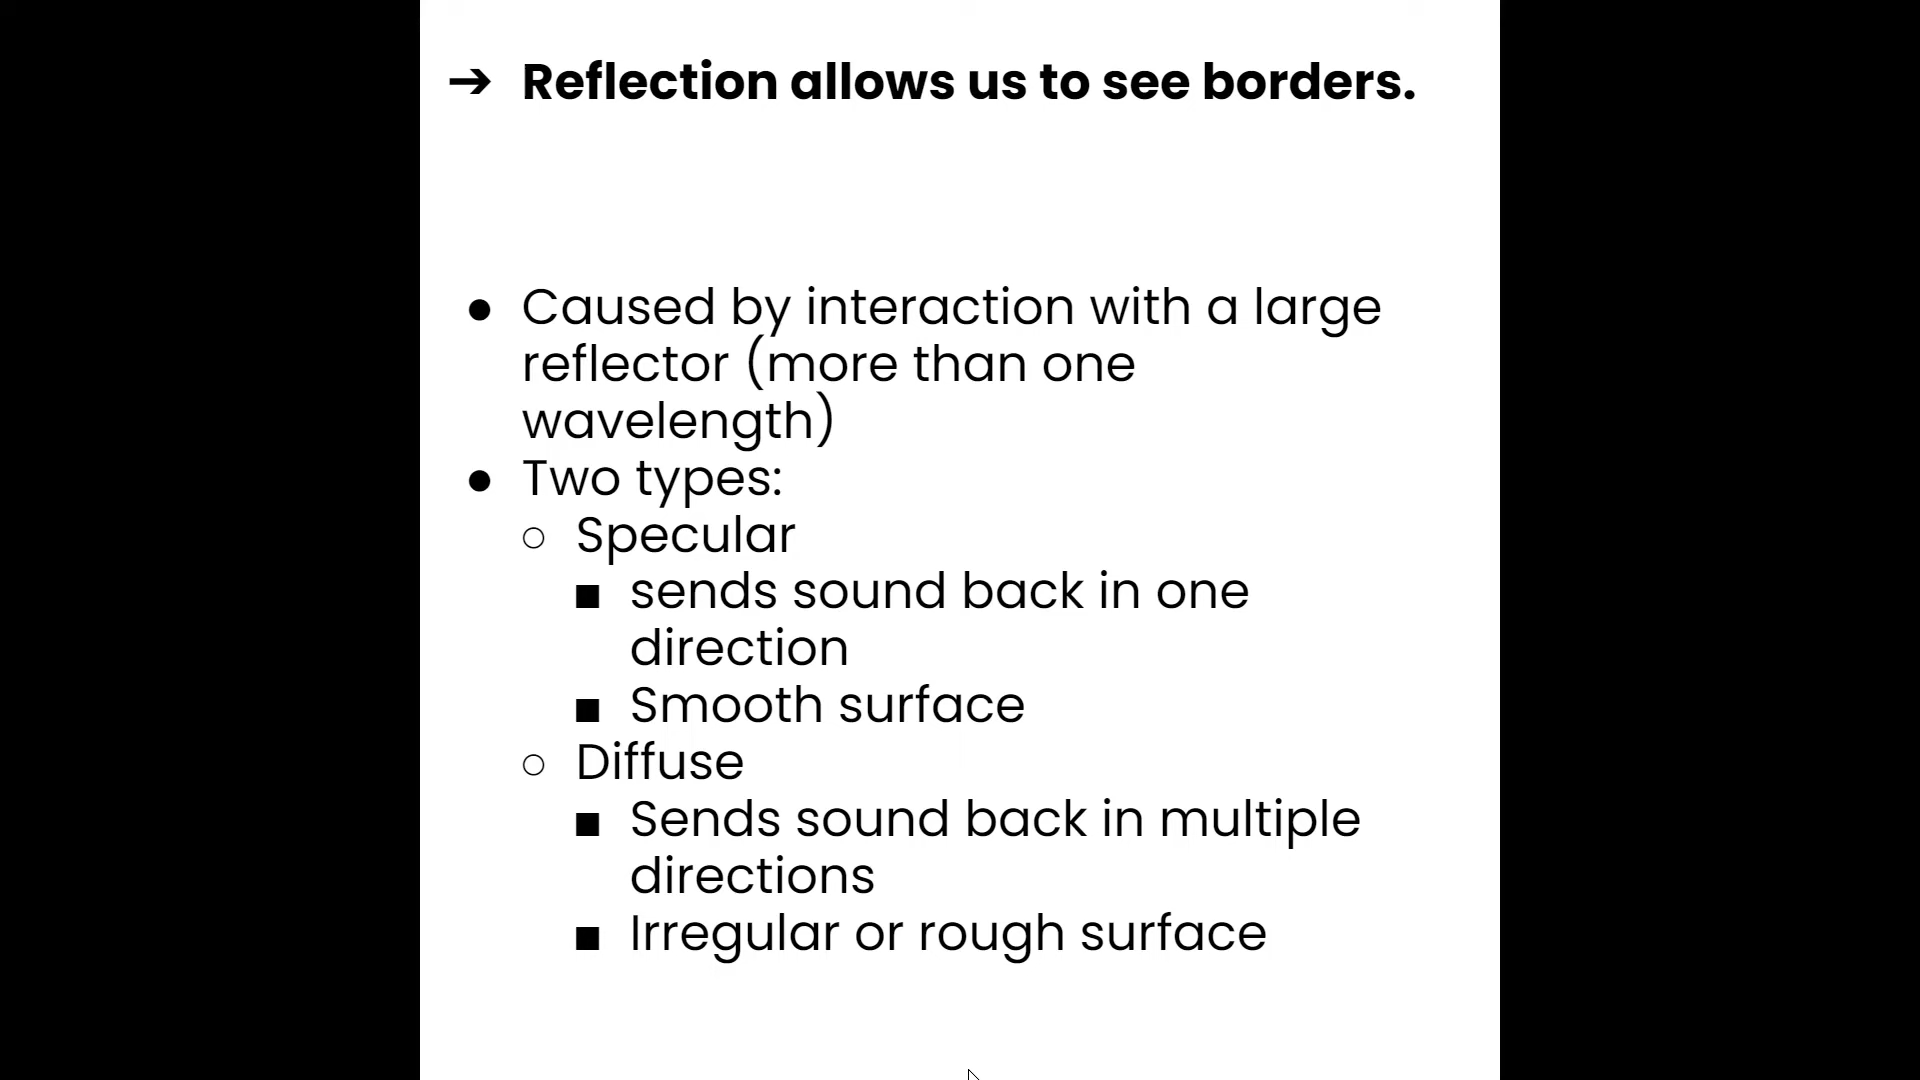 ➔ Reflection allows us to see borders.
● Caused by interaction with a large
reflector (more than one
wavelength)
● Two types:
○ Specular
■ sends sound back in one
direction
■ Smooth surface
○ Diffuse
■ Sends sound back in multiple
directions
■ Irregular or rough surface